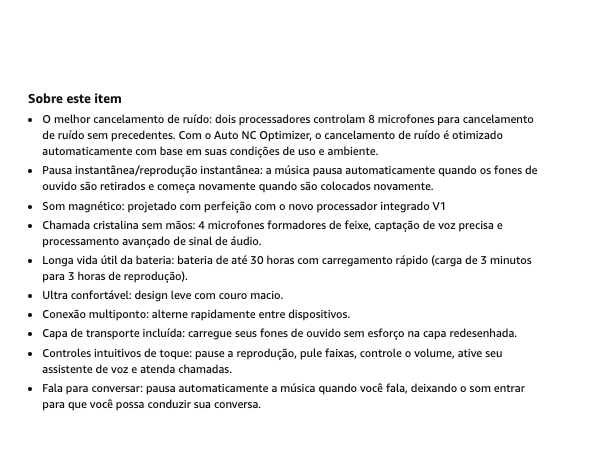 Sobre este item
• O melhor cancelamento de ruído: dois processadores controlam 8 microfones para cancelamento
de ruído sem precedentes. Com o Auto NC Optimizer, o cancelamento de ruído é otimizado
automaticamente com base em suas condições de uso e ambiente.
• Pausa instantânea/reprodução instantânea: a música pausa automaticamente quando os fones de
ouvido são retirados e começa novamente quando são colocados novamente.
• Som magnético: projetado com perfeição com o novo processador integrado V1
• Chamada cristalina sem mãos: 4 microfones formadores de feixe, captação de voz precisa e
processamento avançado de sinal de áudio.
• Longa vida útil da bateria: bateria de até 30 horas com carregamento rápido (carga de 3 minutos
para 3 horas de reprodução).
• Ultra confortável: design leve com couro macio.
• Conexão multiponto: alterne rapidamente entre dispositivos.
• Capa de transporte incluída: carregue seus fones de ouvido sem esforço na capa redesenhada.
• Controles intuitivos de toque: pause a reprodução, pule faixas, controle o volume, ative seu
assistente de voz e atenda chamadas.
• Fala para conversar: pausa automaticamente a música quando você fala, deixando o som entrar
para que você possa conduzir sua conversa.